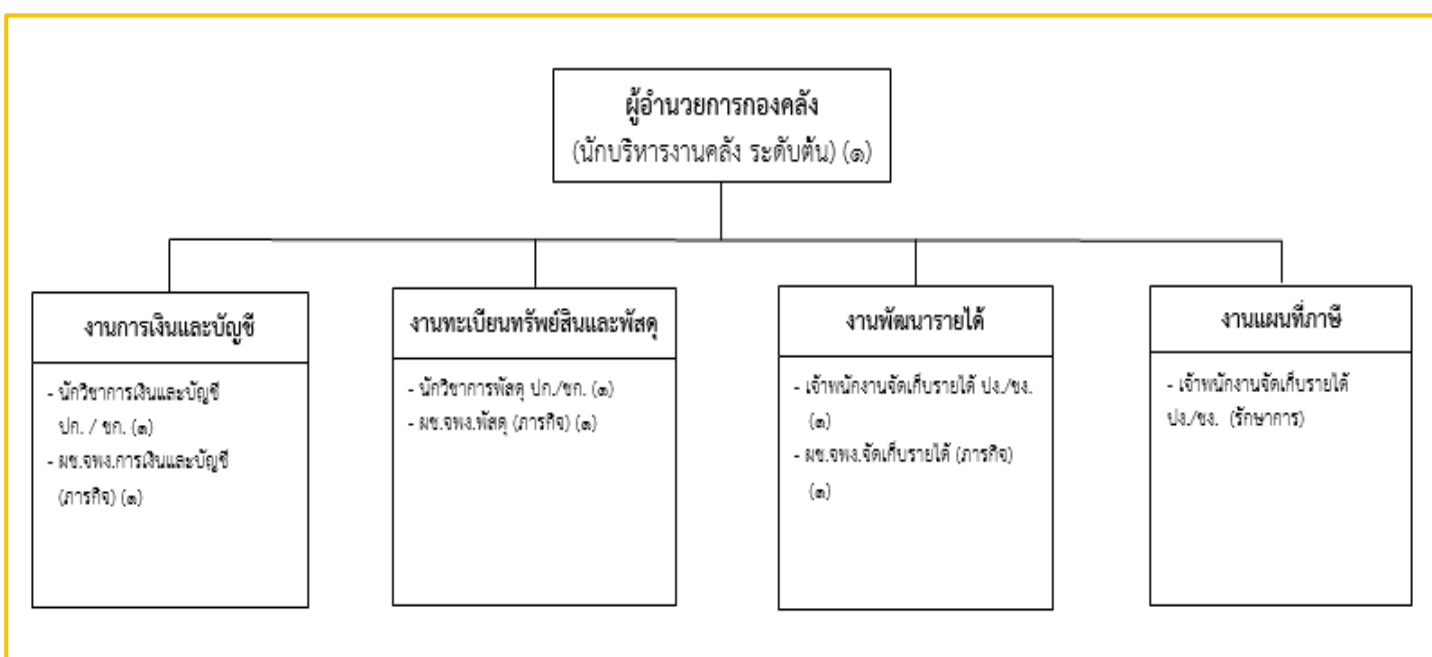 ผู้อำนวยการกองคลัง
(นักบริหารงานคลัง ระดับต้น) (๑)
งานการเงินและบัญชี
- นักวิชาการเงินและบัญชี
ปก. / ชก. (๑)
- ผช.จพง.การเงินและบัญชี
(ภารกิจ) (๑)
งานทะเบียนทรัพย์สินและพัสดุ
- นักวิชาการพัสดุ ปก./ชก. (๑)
- ผช.จพง.พัสดุ (ภารกิจ) (๑)
งานพัฒนารายได้
- เจ้าพนักงานจัดเก็บรายได้ ปง./ชง.
(๑)
- ผช.จพง.จัดเก็บรายได้ (ภารกิจ)
(๑)
งานแผนที่ภาษี
- เจ้าพนักงานจัดเก็บรายได้
ปง./ชง. (รักษาการ)